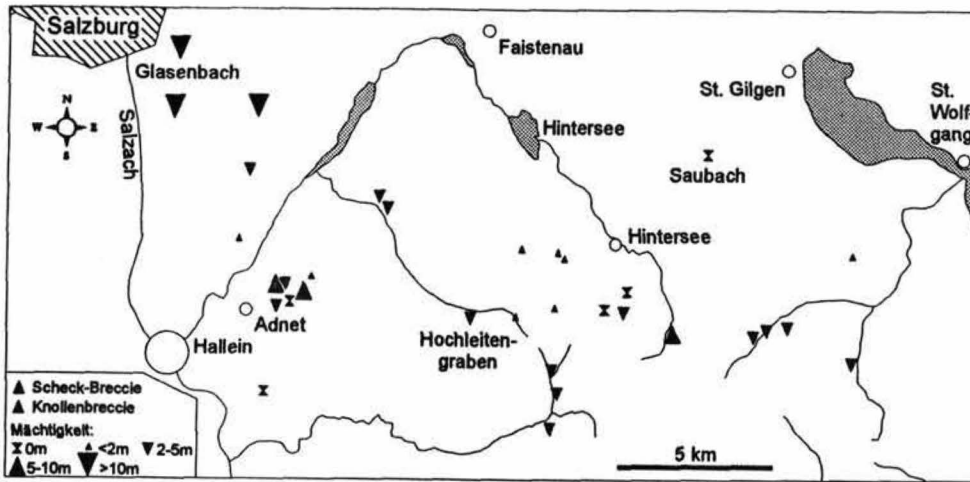 Salzburg
Glasenbach
N
W E
S
Salzach
Faistenau
Hintersee
St. Gilgen
St.
Wolf-
gang
Saubach
Hintersee
Adnet
Hallein
Hochleiten-
graben
Scheck-Breccie
Knollenbreccie
Mächtigkeit:
0m <2m 2-5m
5-10m >10m
5 km